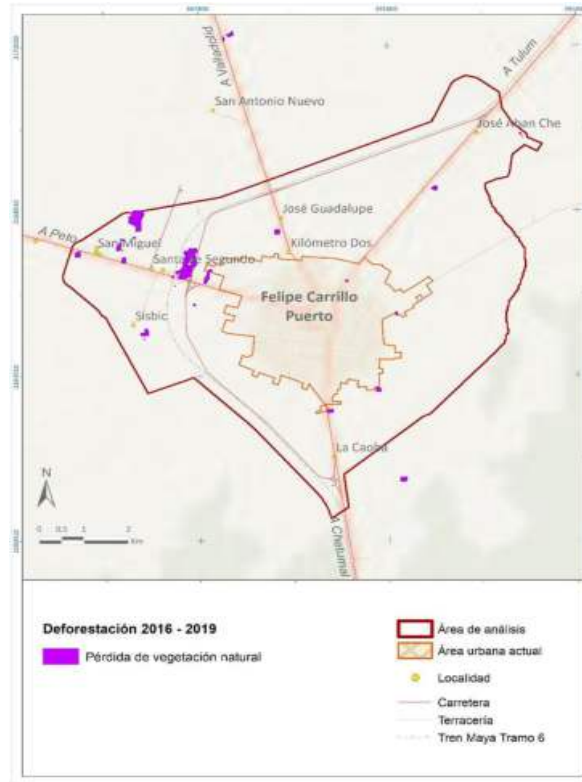 A Valladolid
A Tulum
San Antonio Nuevo
José Aban Che
José Guadalupe
A Peto
San Miguel
Kilómetro Dos
Santa Segundo
Felipe Carrillo
Puerto
Sisbic
La Caoba
A Chetumal
N
0 0.5 1 2
Km
Deforestación 2016 - 2019
Pérdida de vegetación natural
Área de análisis
Área urbana actual
Localidad
Carretera
Terracería
Tren Maya Tramo 6